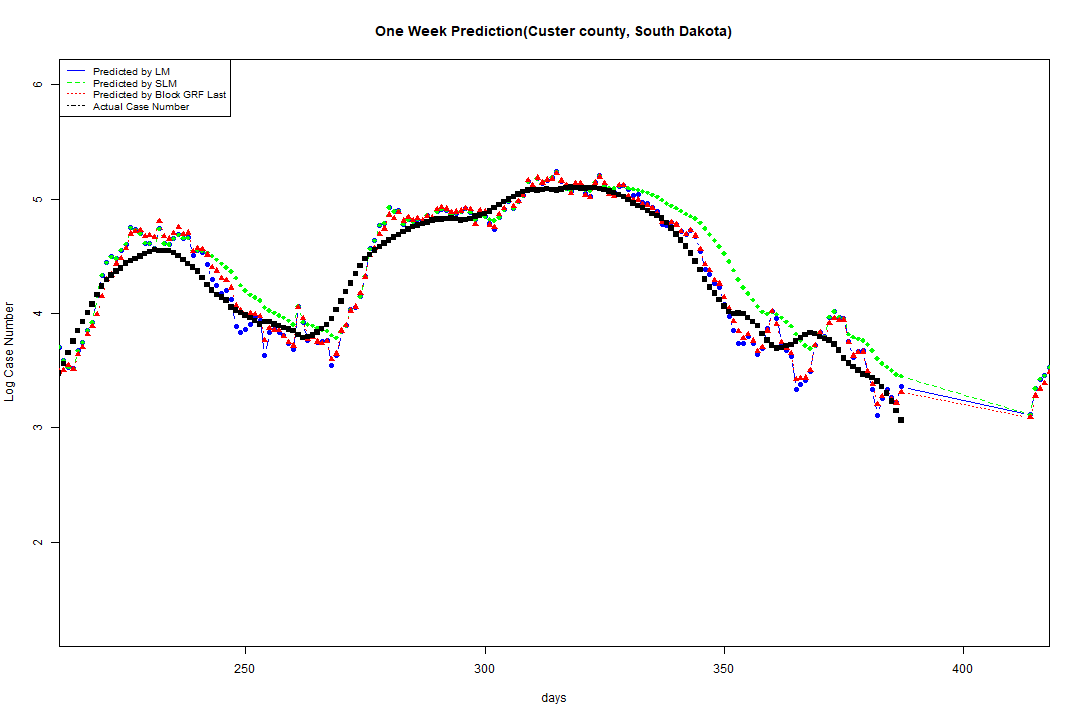 One Week Prediction(Custer county, South Dakota)
Predicted by LM
Predicted by SLM
Predicted by Block GRF Last
Actual Case Number
6
5
4
3
2
Log Case Number
250 300 350 400
days